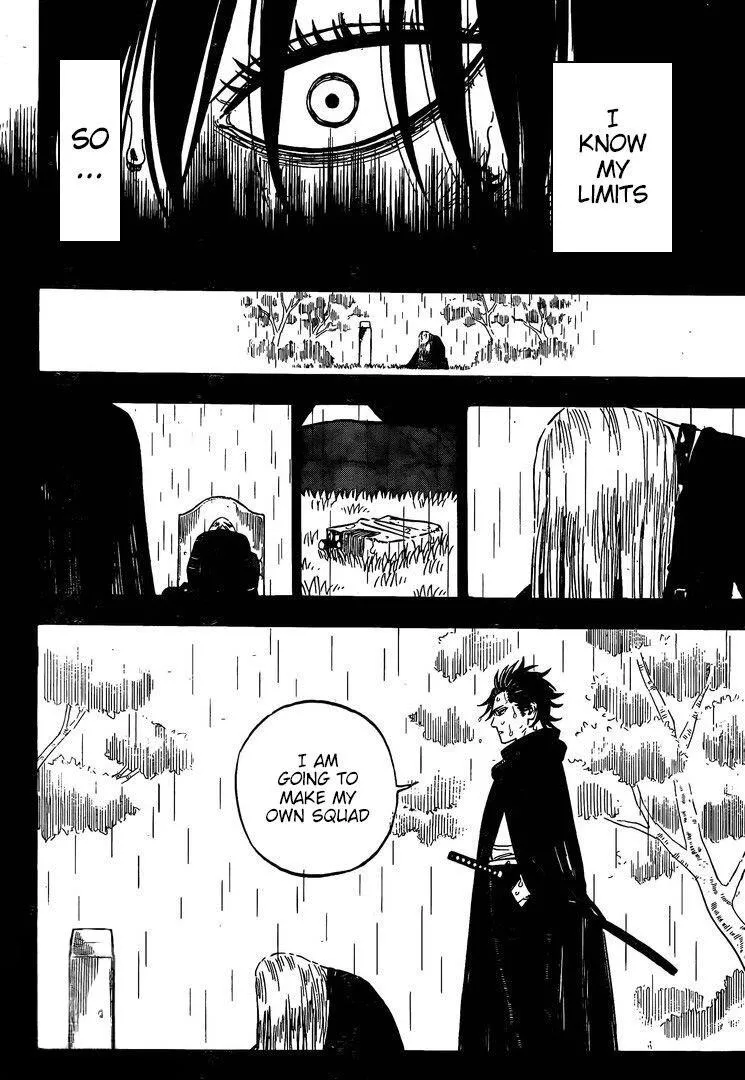 I
KNOW
MY
LIMITS
SO
...
I AM
GOING TO
MAKE MY
OWN SQUAD